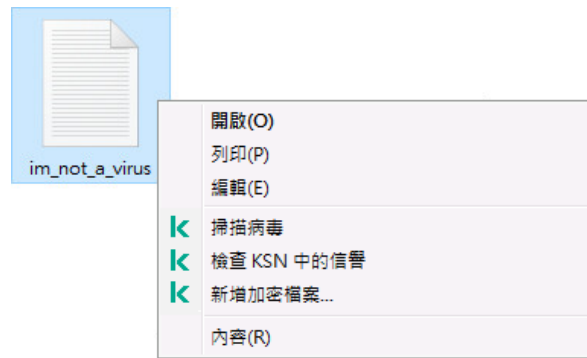 im_not_a_virus
開啟(O)
列印(P)
編輯(E)
掃描病毒
檢查 KSN 中的信譽
新增加密檔案...
內容(R)